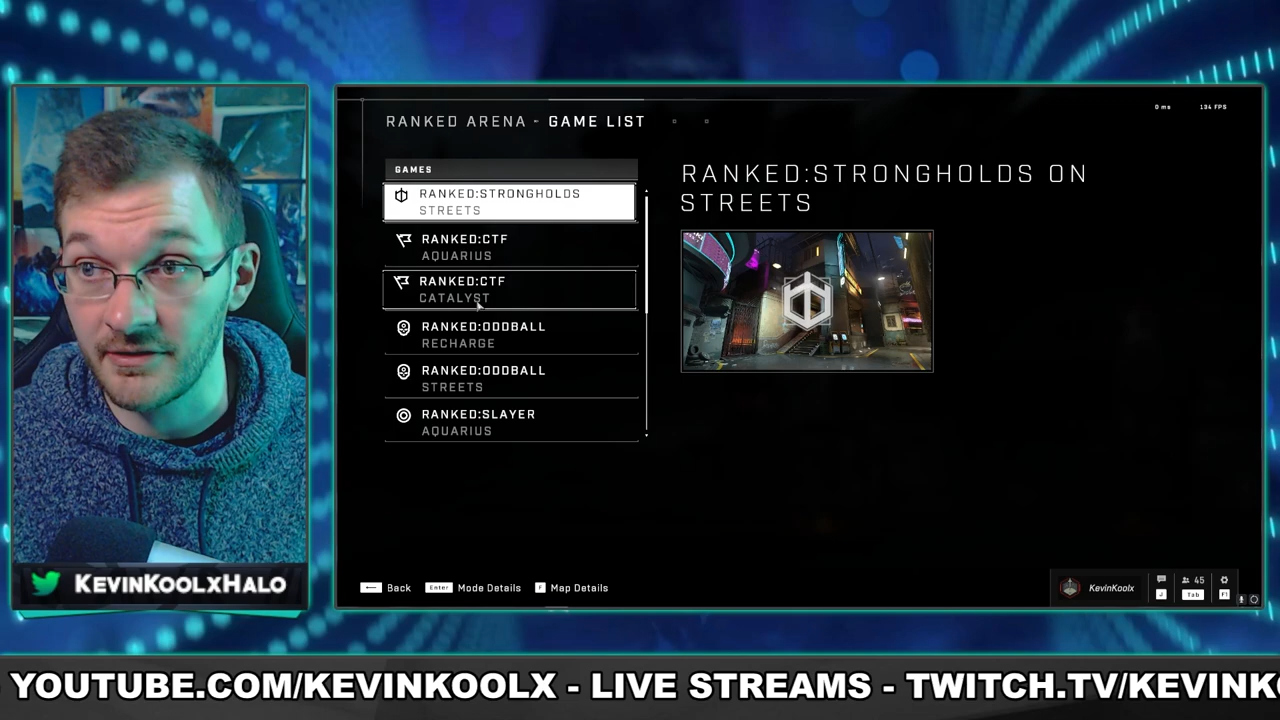 RANKED ARENA - GAME LIST
0 ms 134 FPS
GAMES
RANKED:STRONGHOLDS
STREETS
RANKED:CTF
AQUARIUS
RANKED:CTF
CATALYST
RANKED:ODDBALL
RECHARGE
RANKED:ODDBALL
STREETS
RANKED:SLAYER
AQUARIUS
RANKED:STRONGHOLDS ON
STREETS
Back Enter Mode Details F Map Details
KevinKoolx
45
J Tab F1
KEVINKOOLXHALO
YOUTUBE.COM/KEVINKOOLX - LIVE STREAMS - TWITCH.TV/KEVINK